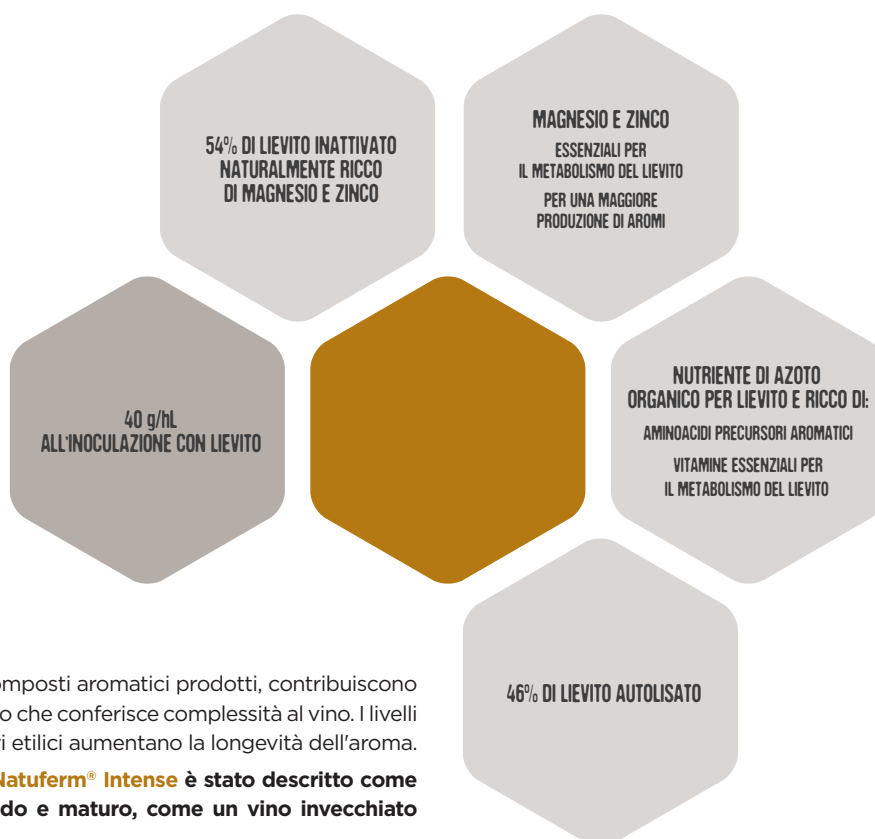 54% DI LIEVITO INATTIVATO
NATURALMENTE RICCO
DI MAGNESIO E ZINCO
MAGNESIO E ZINCO
ESSENZIALI PER
IL METABOLISMO DEL LIEVITO
PER UNA MAGGIORE
PRODUZIONE DI AROMI
40 g/hL
ALL'INOCULAZIONE CON LIEVITO
NUTRIENTE DI AZOTO
ORGANICO PER LIEVITO E RICCO DI:
AMINOACIDI PRECURSORI AROMATICI
VITAMINE ESSENZIALI PER
IL METABOLISMO DEL LIEVITO
46% DI LIEVITO AUTOLISATO
aromatici prodotti, contribuiscono
che conferisce complessità al vino. I livelli
etilici aumentano la longevità dell'aroma.
Natuferm® Intense è stato descritto come
e maturo, come un vino invecchiato